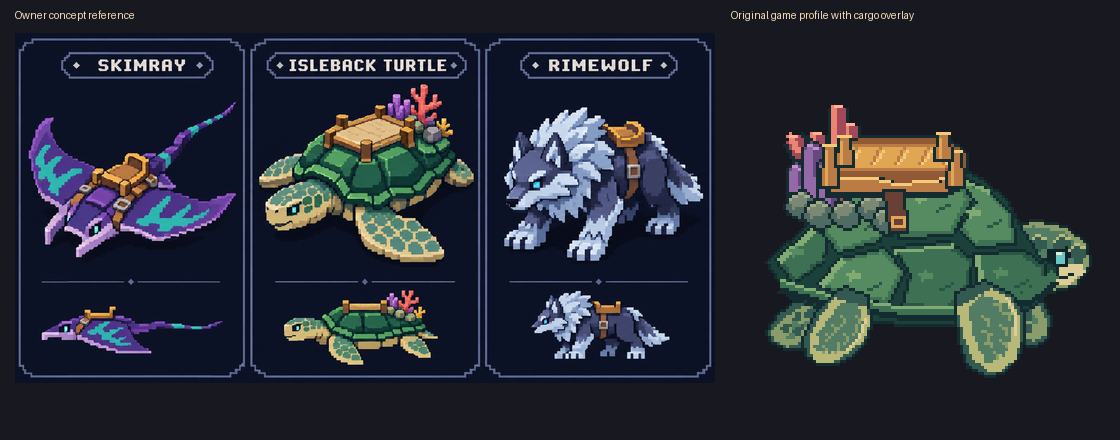 Owner concept reference
Original game profile with cargo overlay
SKIMRAY
ISLEBACK TURTLE
RIMEWOLF